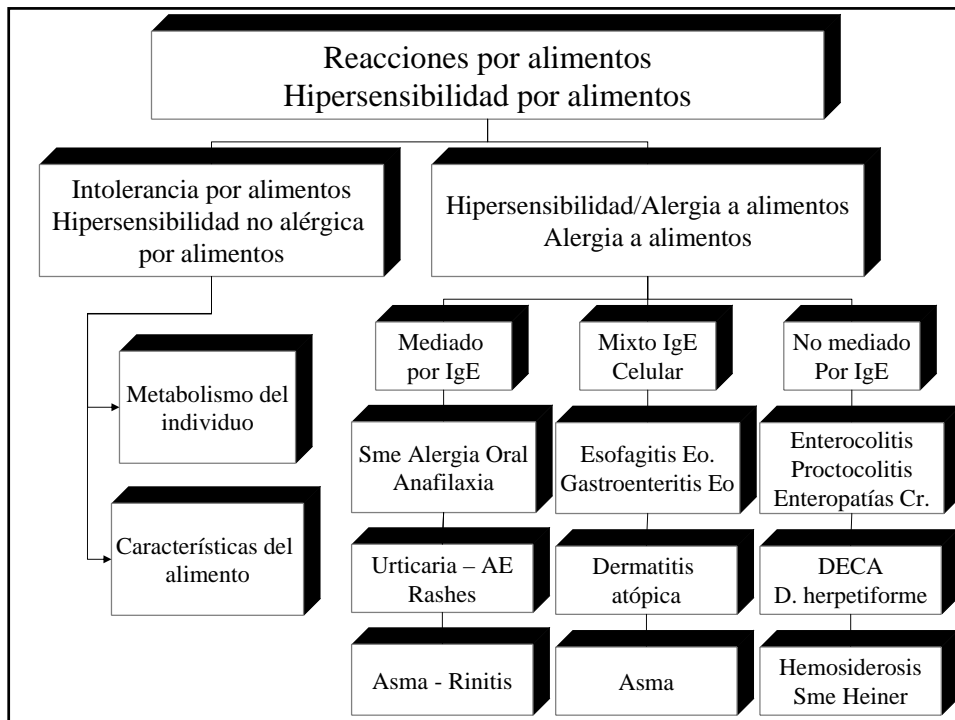 Reacciones por alimentos
Hipersensibilidad por alimentos
Intolerancia por alimentos
Hipersensibilidad no alérgica
por alimentos
Hipersensibilidad/Alergia a alimentos
Alergia a alimentos
Metabolismo del
individuo
Características del
alimento
Mediado
por IgE
Sme Alergia Oral
Anafilaxia
Urticaria – AE
Rashes
Asma - Rinitis
Mixto IgE
Celular
Esofagitis Eo.
Gastroenteritis Eo
Dermatitis
atópica
Asma
No mediado
Por IgE
Enterocolitis
Proctocolitis
Enteropatías Cr.
DECA
D. herpetiforme
Hemosiderosis
Sme Heiner